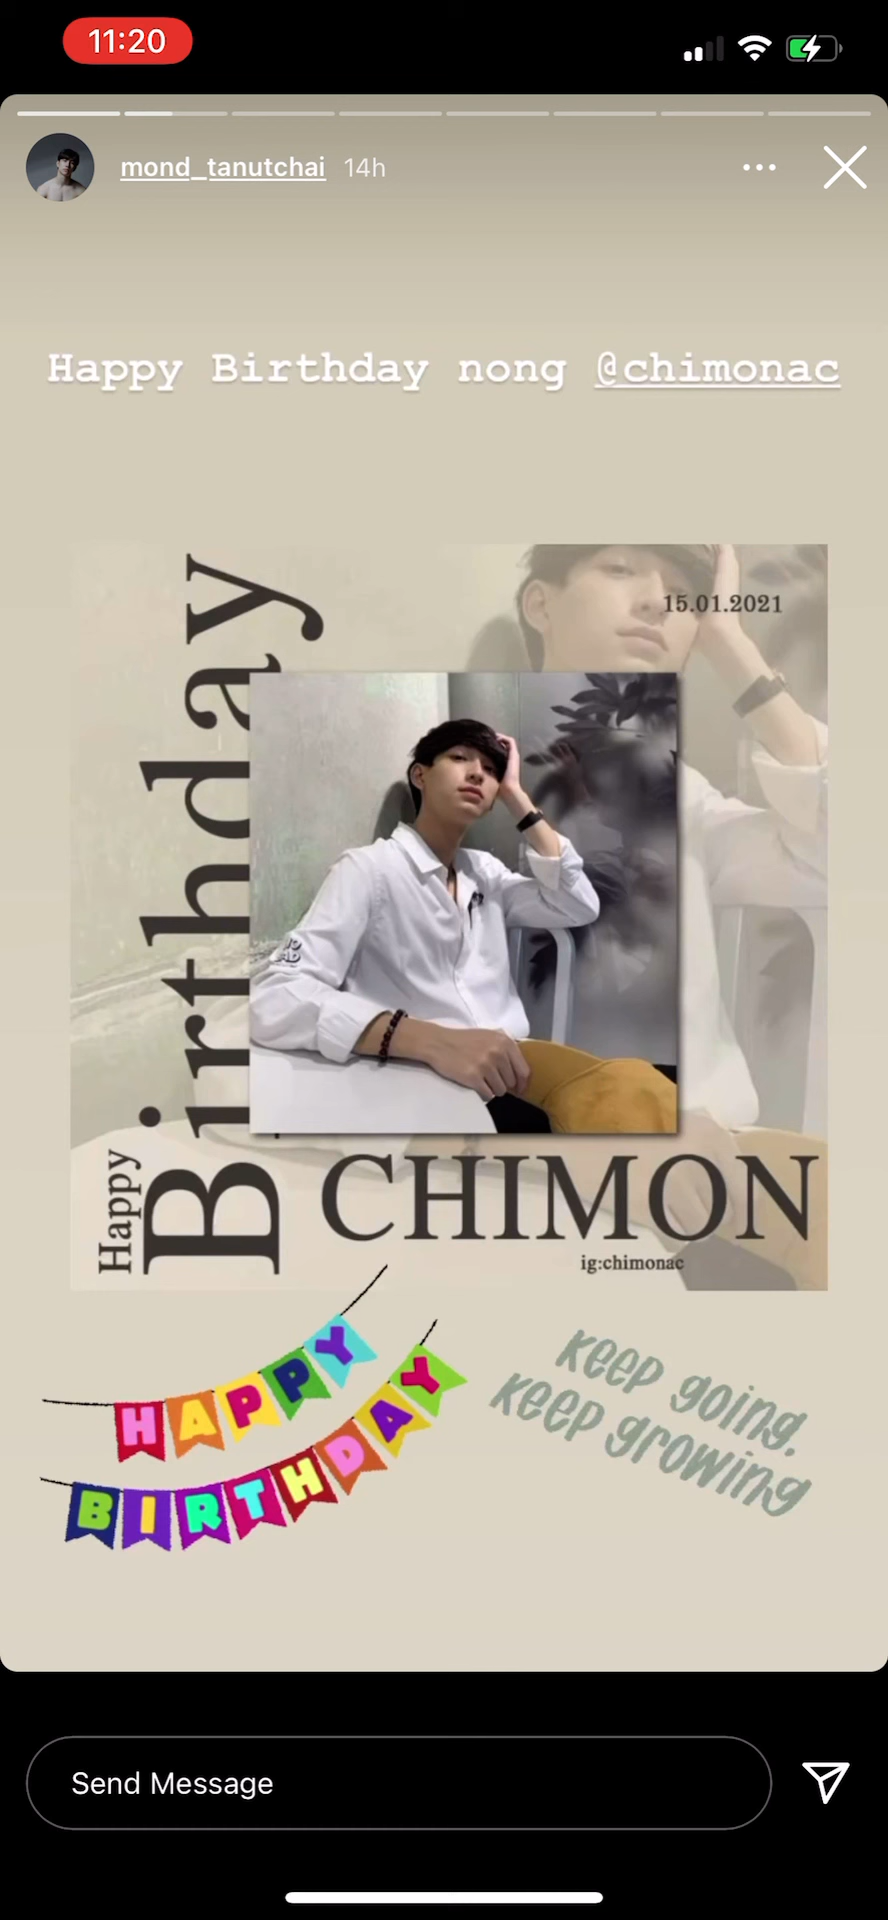 11:20
mond_tanutchai 14h
Happy Birthday nong @chimonac
15.01.2021
Happy
Birthday
CHIMON
ig:chimonac
HAPPY
BIRTHDAY
keep going.
keep growing
Send Message